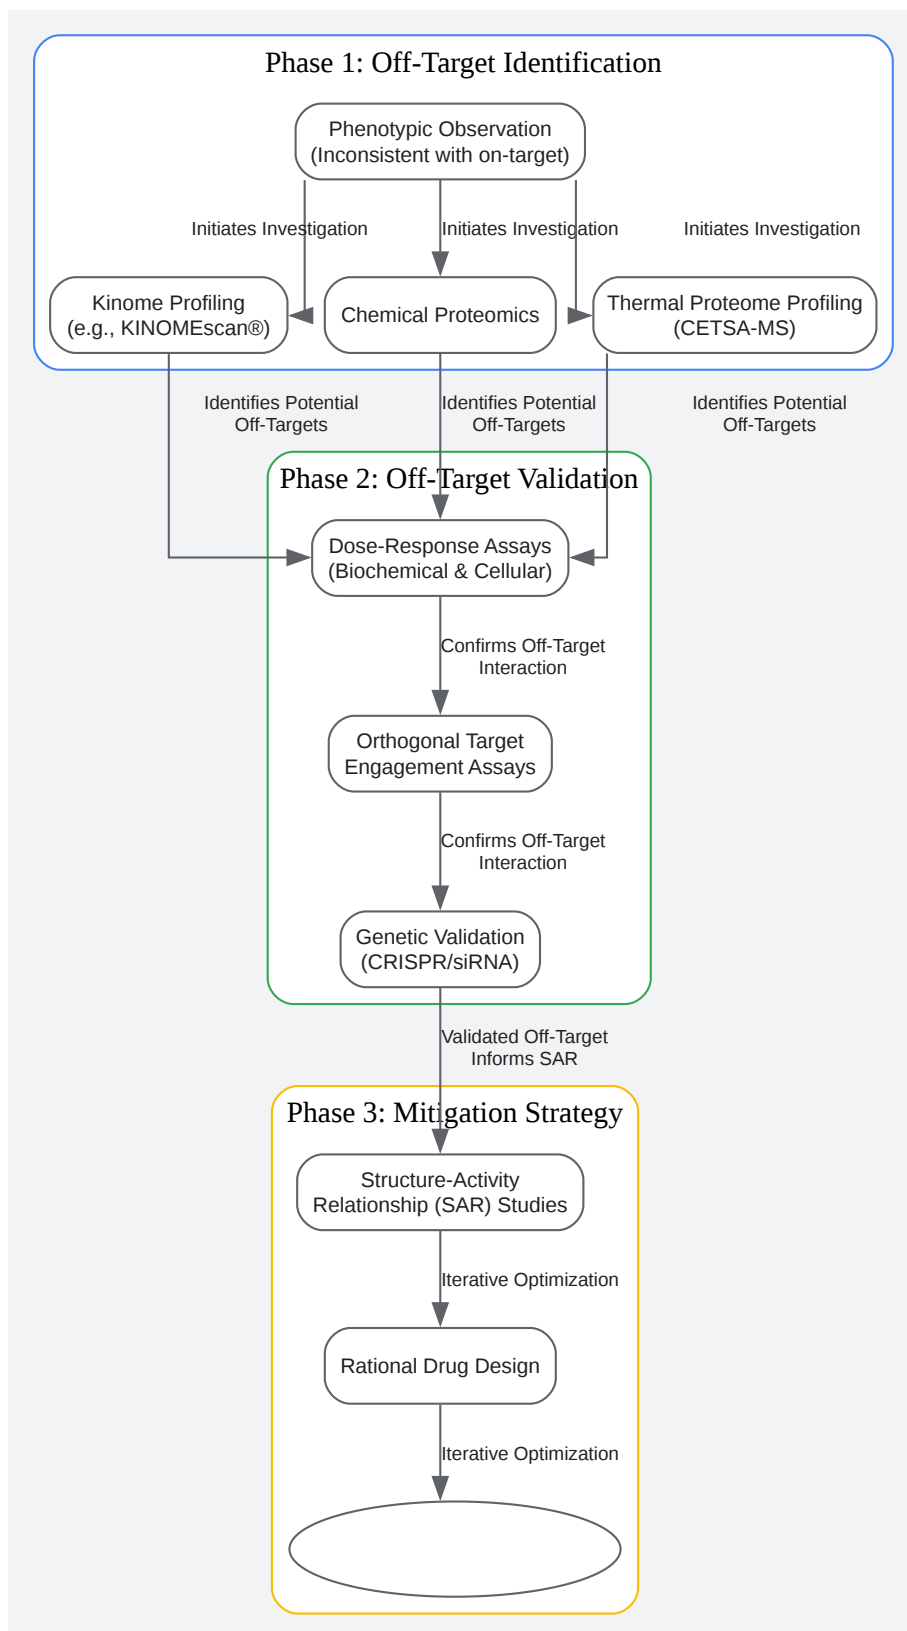 Phase 1: Off-Target Identification
Phenotypic Observation
(Inconsistent with on-target)
Initiates Investigation
Initiates Investigation
Initiates Investigation
Kinome Profiling
(e.g., KINOMEscan®)
Chemical Proteomics
Thermal Proteome Profiling
(CETSA-MS)
Identifies Potential
Off-Targets
Identifies Potential
Off-Targets
Identifies Potential
Off-Targets
Phase 2: Off-Target Validation
Dose-Response Assays
(Biochemical & Cellular)
Confirms Off-Target
Interaction
Orthogonal Target
Engagement Assays
Confirms Off-Target
Interaction
Genetic Validation
(CRISPR/siRNA)
Validated Off-Target
Informs SAR
Phase 3: Mitigation Strategy
Structure-Activity
Relationship (SAR) Studies
Iterative Optimization
Rational Drug Design
Iterative Optimization